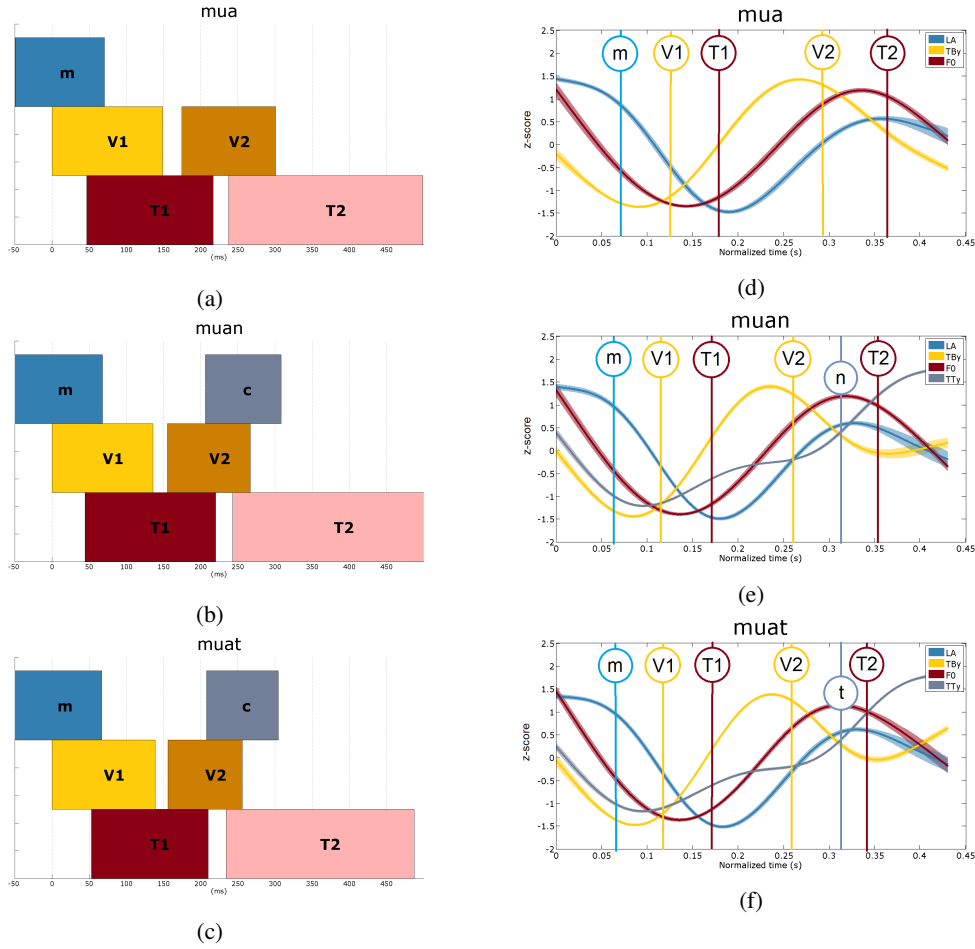 mua
m
V1
V2
T1
T2
-50 0 50 100 150 200 250 300 350 400 450
(ms)
(a)
muan
m
c
V1
V2
T1
T2
-50 0 50 100 150 200 250 300 350 400 450
(ms)
(b)
muat
m
c
V1
V2
T1
T2
-50 0 50 100 150 200 250 300 350 400 450
(ms)
(c)
mua
2.5
2
1.5
1
0.5
0
-0.5
-1
-1.5
-2
z-score
m V1 T1 V2 T2
LA
TBy
F0
0 0.05 0.1 0.15 0.2 0.25 0.3 0.35 0.4 0.45
Normalized time (s)
(d)
muan
2.5
2
1.5
1
0.5
0
-0.5
-1
-1.5
-2
z-score
m V1 T1 V2 n T2
LA
TBy
F0
TTy
0 0.05 0.1 0.15 0.2 0.25 0.3 0.35 0.4 0.45
Normalized time (s)
(e)
muat
2.5
2
1.5
1
0.5
0
-0.5
-1
-1.5
-2
z-score
m V1 T1 V2 t T2
LA
TBy
F0
TTy
0 0.05 0.1 0.15 0.2 0.25 0.3 0.35 0.4 0.45
Normalized time (s)
(f)